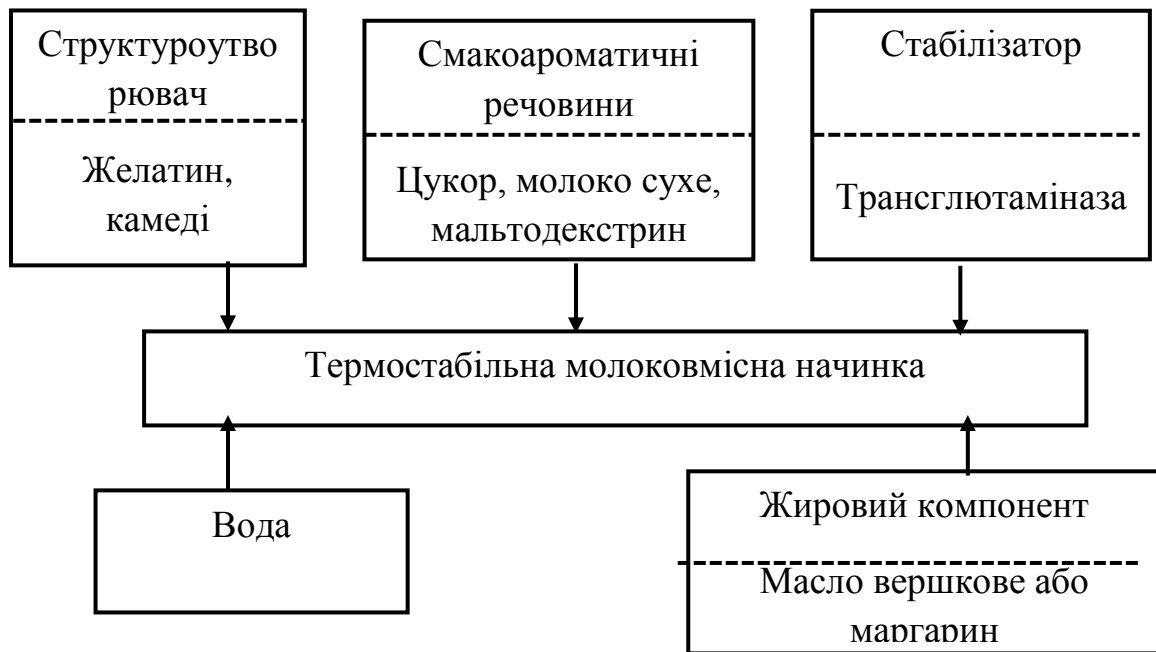 Структуроутво
рювач
Желатин,
камеді
Смакоароматичні
речовини
Цукор, молоко сухе,
мальтодекстрин
Стабілізатор
Трансглютаміназа
Термостабільна молоковмісна начинка
Вода
Жировий компонент
Масло вершкове або
маргарин